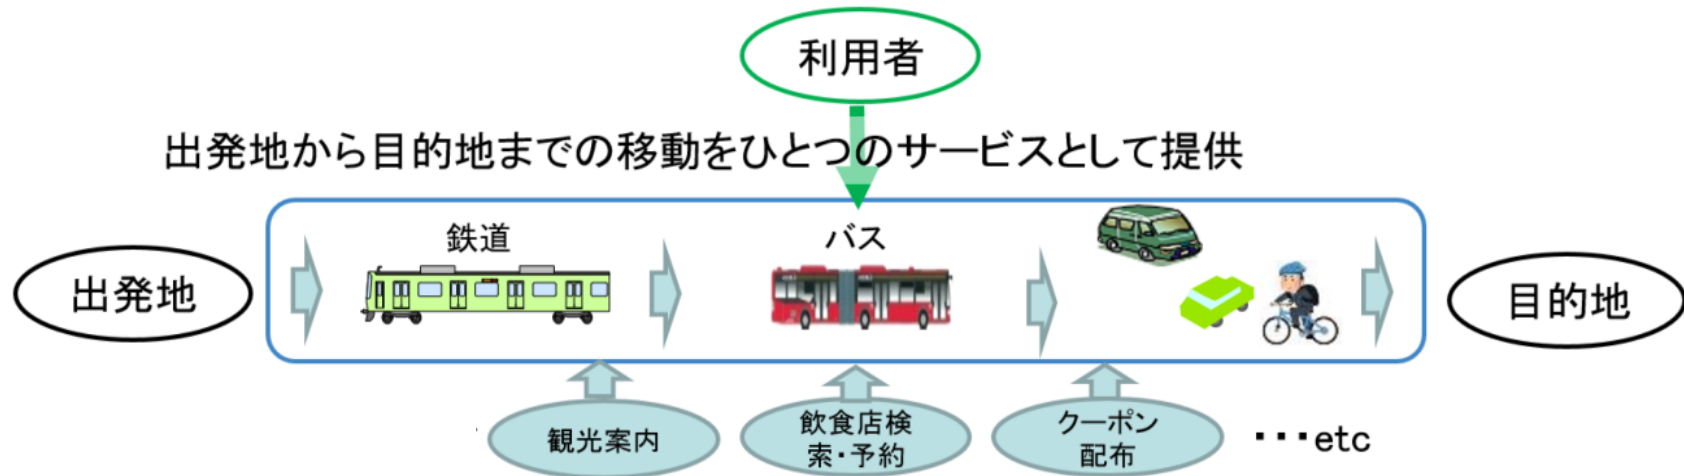 利用者
出発地から目的地までの移動をひとつのサービスとして提供
鉄道
バス
出発地
目的地
観光案内
飲食店検
索・予約
クーポン
配布
・・・etc